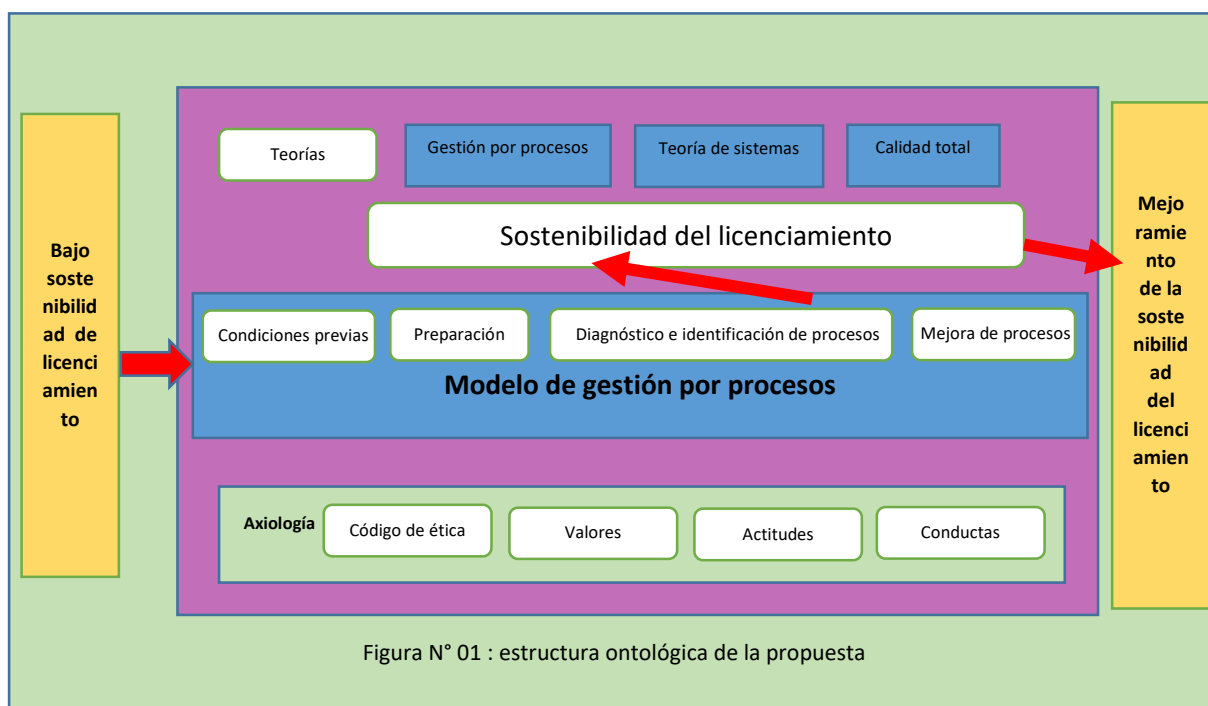 Bajo
soste
nibilid
ad de
licenci
amien
to
Teorías
Gestión por procesos
Teoría de sistemas
Calidad total
Sostenibilidad del licenciamiento
Condiciones previas
Preparación
Diagnóstico e identificación de procesos
Mejora de procesos
Modelo de gestión por procesos
Axiología
Código de ética
Valores
Actitudes
Conductas
Mejo
ramie
nto
de la
soste
nibilid
ad
del
licenci
amien
to
Figura N° 01 : estructura ontológica de la propuesta